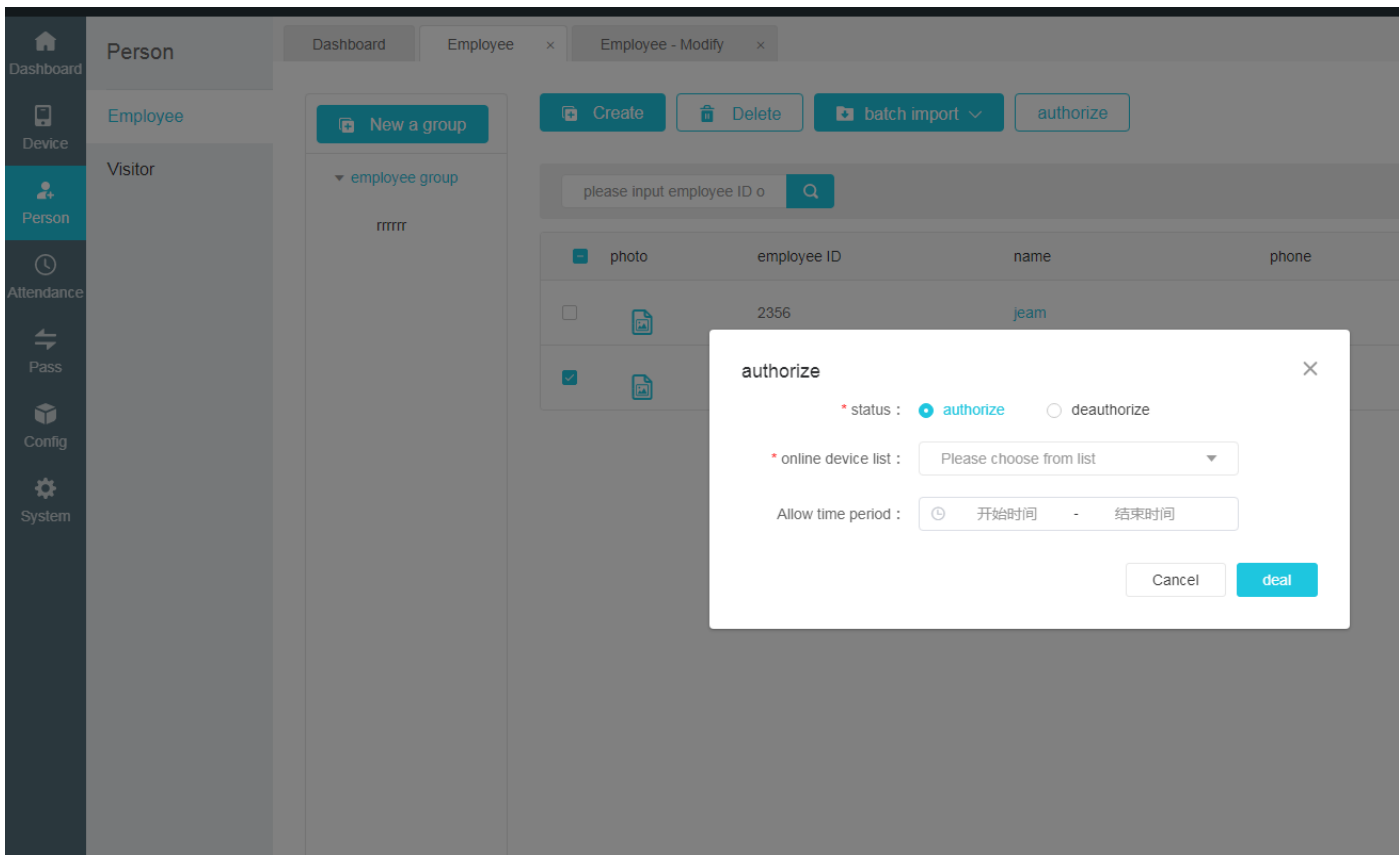 Dashboard
Device
Person
Attendance
Pass
Config
System
Person
Employee
Visitor
Dashboard
Employee ×
Employee - Modify ×
New a group
employee group
rrrrrr
Create
Delete
batch import
authorize
please input employee ID o
photo employee ID name phone
2356 jeam
authorize
* status： authorize deauthorize
* online device list： Please choose from list
Allow time period： 开始时间 - 结束时间
Cancel deal